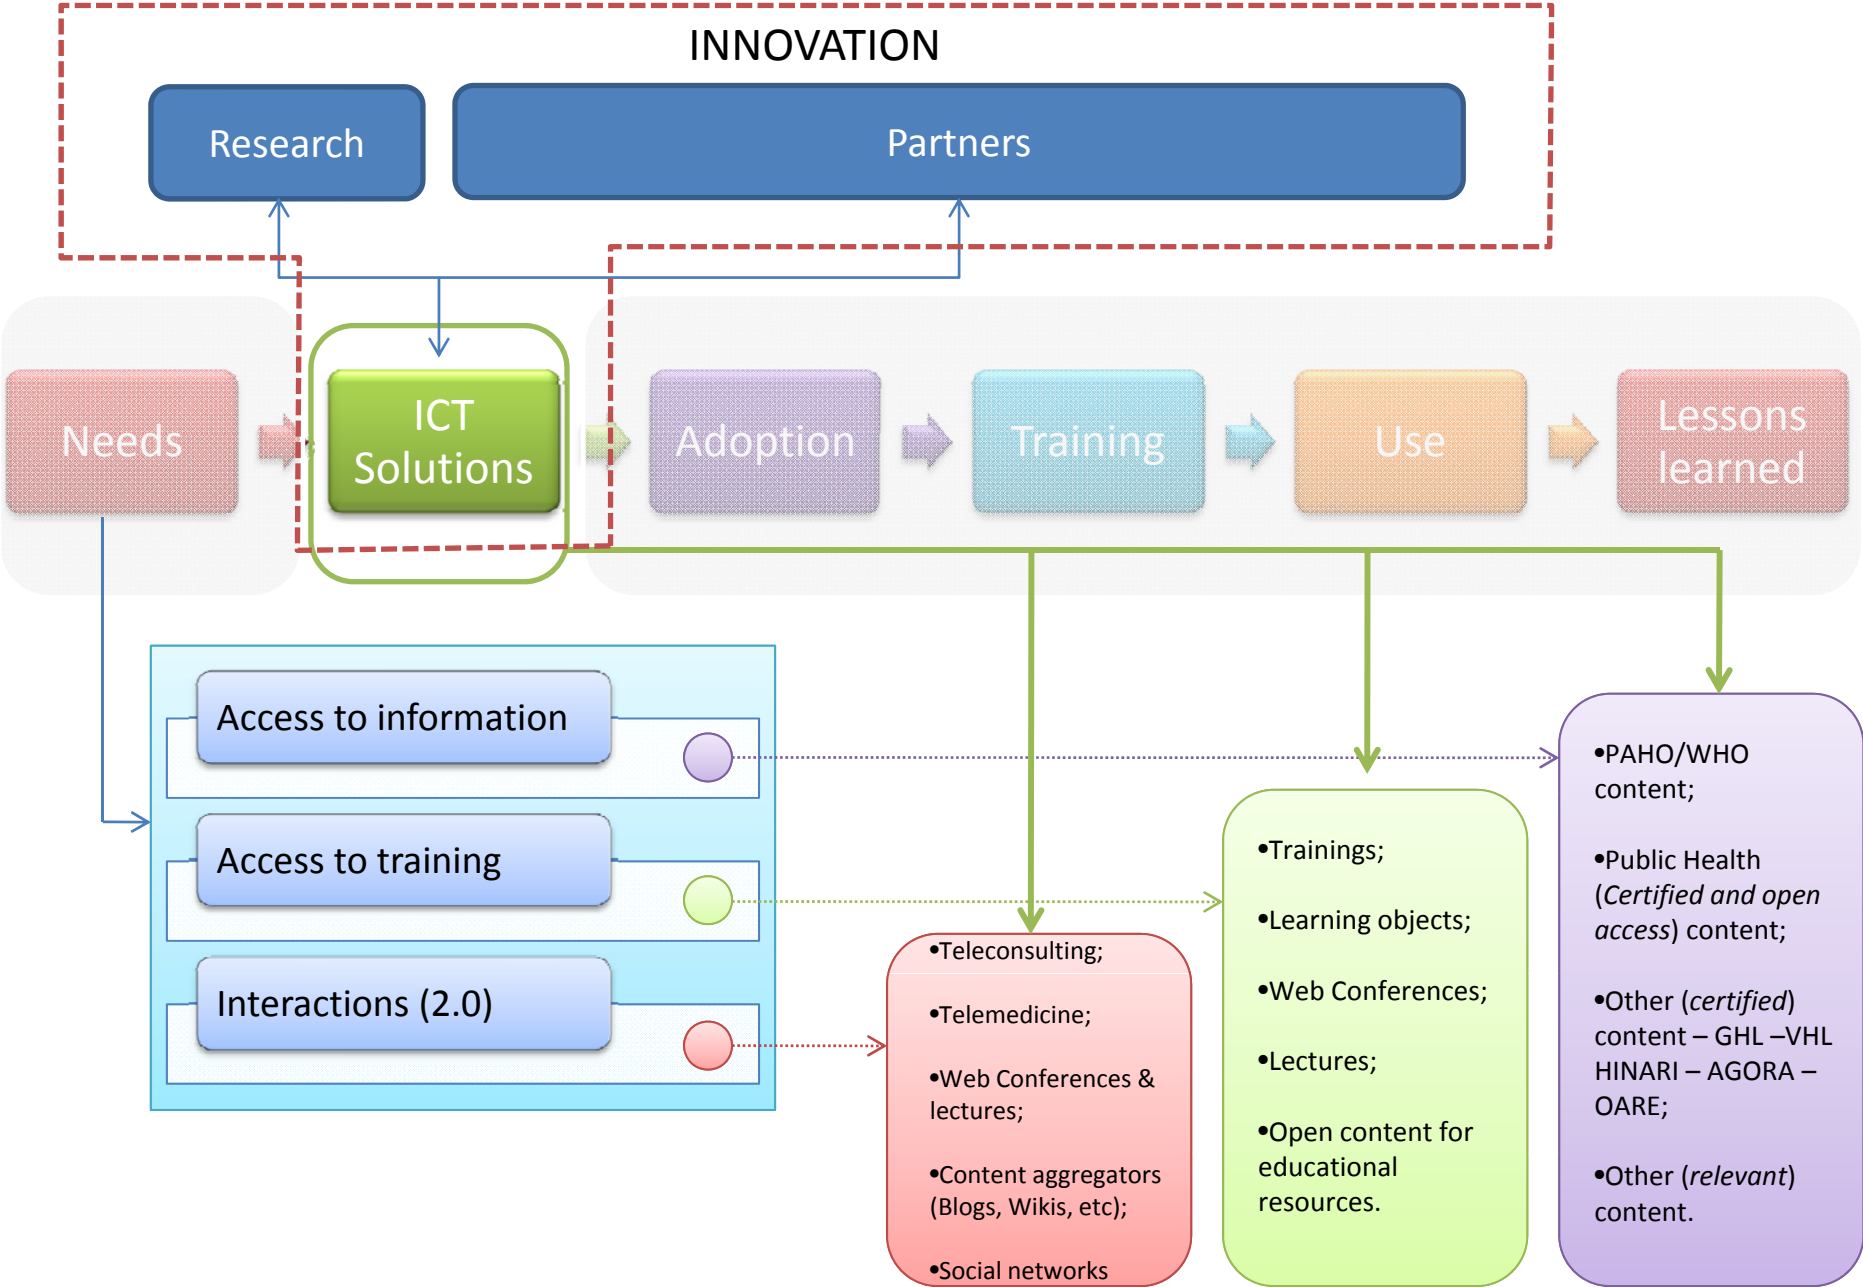 INNOVATION
Research
Partners
Needs
ICT
Solutions
Adoption
Training
Use
Lessons
learned
Access to information
Access to training
Interactions (2.0)
•Teleconsulting;
•Telemedicine;
•Web Conferences &
lectures;
•Content aggregators
(Blogs, Wikis, etc);
•Social networks
•Trainings;
•Learning objects;
•Web Conferences;
•Lectures;
•Open content for
educational
resources.
•PAHO/WHO
content;
•Public Health
(Certified and open
access) content;
•Other (certified)
content – GHL –VHL
HINARI – AGORA –
OARE;
•Other (relevant)
content.